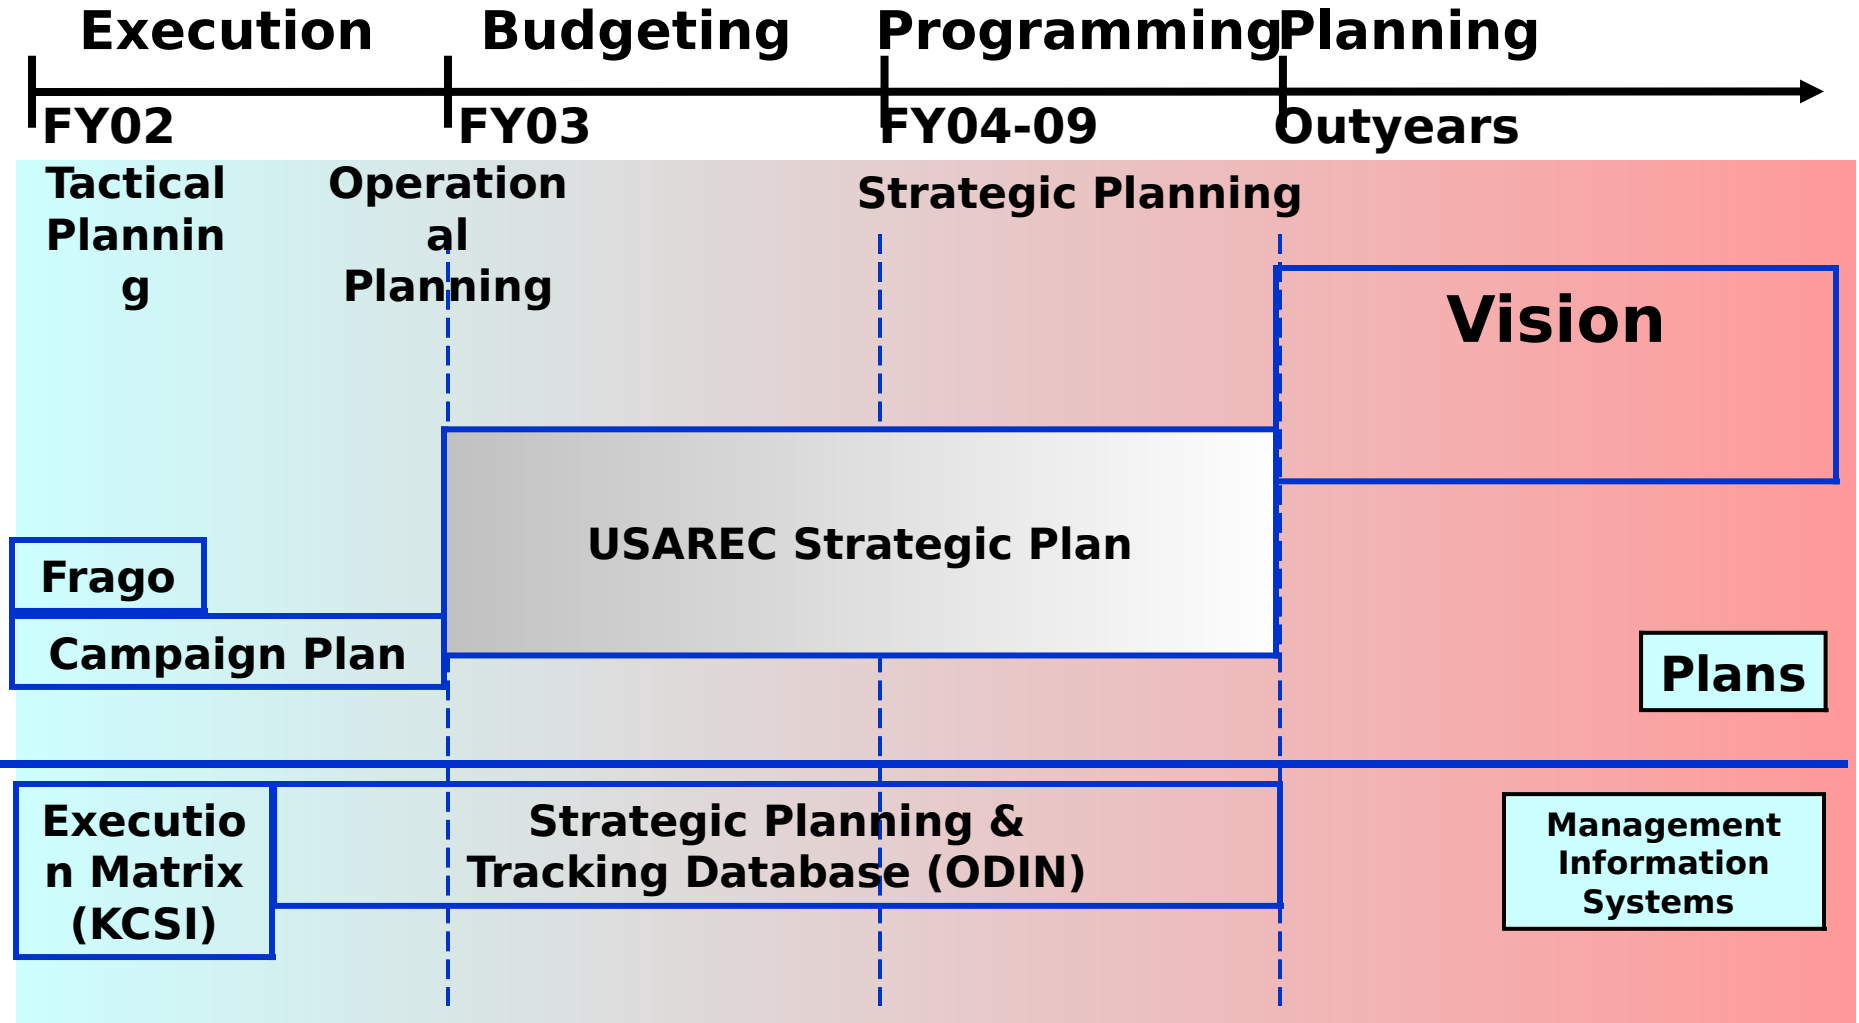 Execution
Budgeting
Programming
Planning
FY02
FY03
FY04-09
Outyears
Tactical
Plannin
g
Operation
al
Planning
Strategic Planning
Vision
USAREC Strategic Plan
Frago
Campaign Plan
Plans
Executio
n Matrix
(KCSI)
Strategic Planning &
Tracking Database (ODIN)
Management
Information
Systems